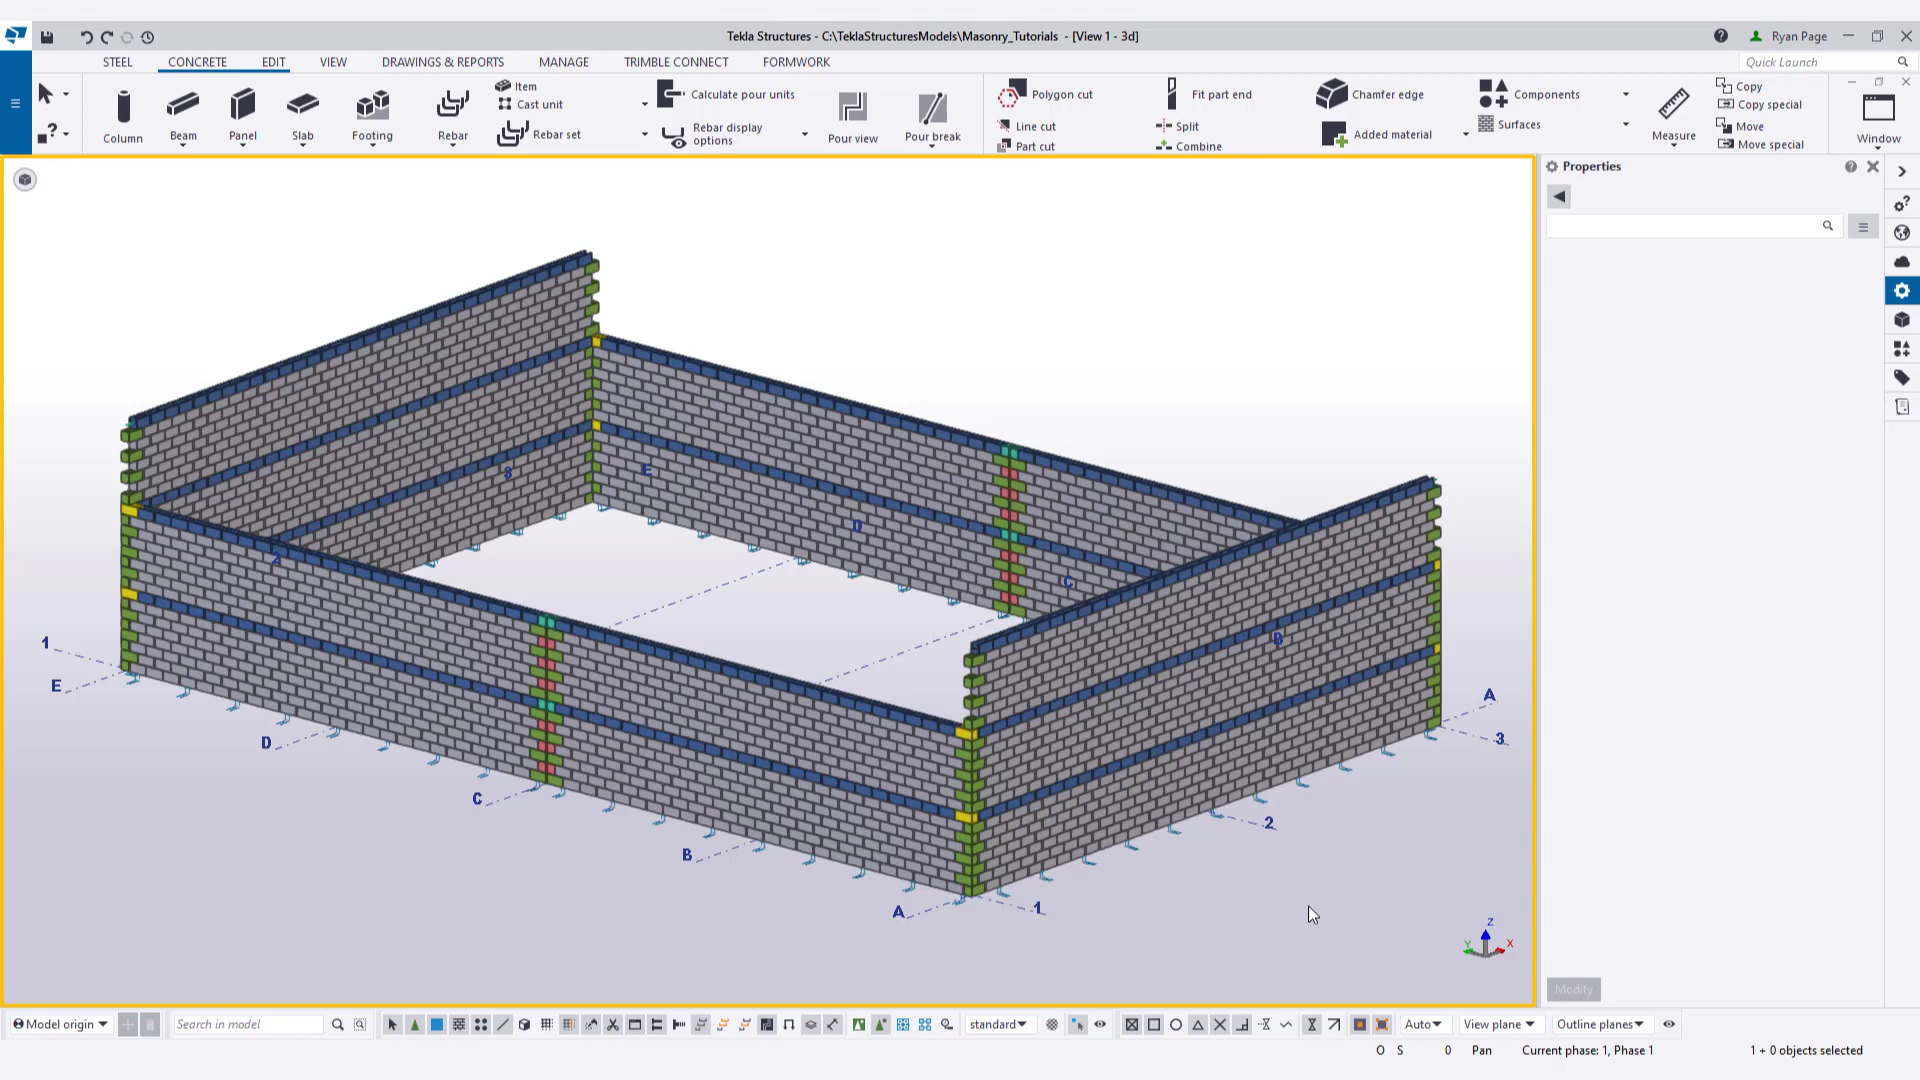 Tekla Structures - C:\TeklaStructuresModels\Masonry_Tutorials - [View 1 - 3d]
Ryan Page
STEEL CONCRETE EDIT VIEW DRAWINGS & REPORTS MANAGE TRIMBLE CONNECT FORMWORK
Quick Launch
Column
Beam
Panel
Slab
Footing
Rebar
Item
Cast unit
Rebar set
Calculate pour units
Rebar display options
Pour view
Pour break
Polygon cut
Line cut
Part cut
Fit part end
Split
Combine
Chamfer edge
Added material
Components
Surfaces
Measure
Copy
Copy special
Move
Move special
Window
Properties
3
E
D
2
C
B
1
E
A
D
3
C
2
B
A
1
Z
Y
X
Modify
Model origin
Search in model
standard
Auto
View plane
Outline planes
O S 0 Pan Current phase: 1, Phase 1 1 + 0 objects selected